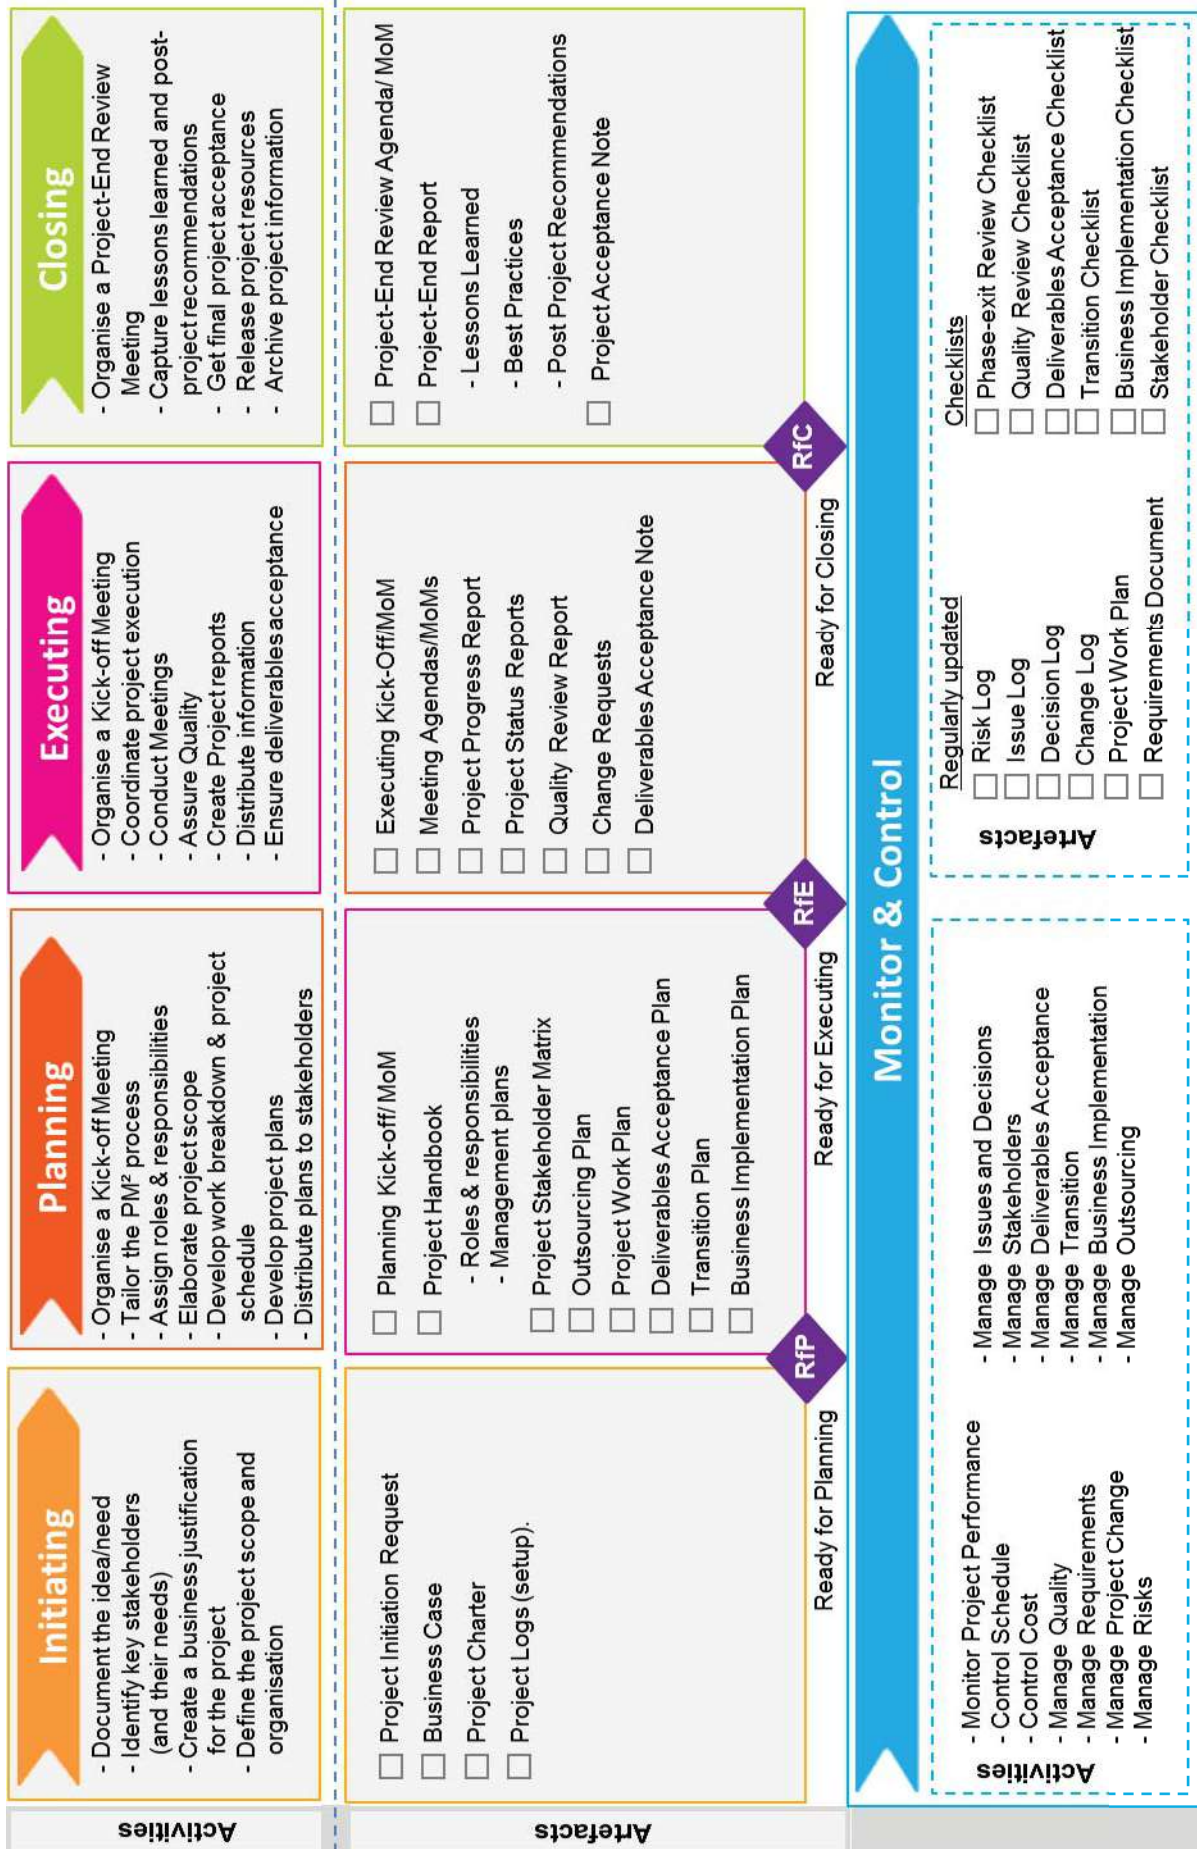 Activities
Initiating
- Document the idea/need
- Identify key stakeholders
(and their needs)
- Create a business justification
for the project
- Define the project scope and
organisation
Planning
- Organise a Kick-off Meeting
- Tailor the PM² process
- Assign roles & responsibilities
- Elaborate project scope
- Develop work breakdown & project
schedule
- Develop project plans
- Distribute plans to stakeholders
Executing
- Organise a Kick-off Meeting
- Coordinate project execution
- Conduct Meetings
- Assure Quality
- Create Project reports
- Distribute information
- Ensure deliverables acceptance
Closing
- Organise a Project-End Review
Meeting
- Capture lessons learned and post-
project recommendations
- Get final project acceptance
- Release project resources
- Archive project information
Artefacts
Project Initiation Request
Business Case
Project Charter
Project Logs (setup).
RfP
Ready for Planning
Planning Kick-off/ MoM
Project Handbook
- Roles & responsibilities
- Management plans
Project Stakeholder Matrix
Outsourcing Plan
Project Work Plan
Deliverables Acceptance Plan
Transition Plan
Business Implementation Plan
RfE
Ready for Executing
Executing Kick-Off/MoM
Meeting Agendas/MoMs
Project Progress Report
Project Status Reports
Quality Review Report
Change Requests
Deliverables Acceptance Note
RfC
Ready for Closing
Project-End Review Agenda/ MoM
Project-End Report
- Lessons Learned
- Best Practices
- Post Project Recommendations
Project Acceptance Note
Monitor & Control
Activities
- Monitor Project Performance
- Control Schedule
- Control Cost
- Manage Quality
- Manage Requirements
- Manage Project Change
- Manage Risks
- Manage Issues and Decisions
- Manage Stakeholders
- Manage Deliverables Acceptance
- Manage Transition
- Manage Business Implementation
- Manage Outsourcing
Artefacts
Regularly updated
Risk Log
Issue Log
Decision Log
Change Log
Project Work Plan
Requirements Document
Checklists
Phase-exit Review Checklist
Quality Review Checklist
Deliverables Acceptance Checklist
Transition Checklist
Business Implementation Checklist
Stakeholder Checklist